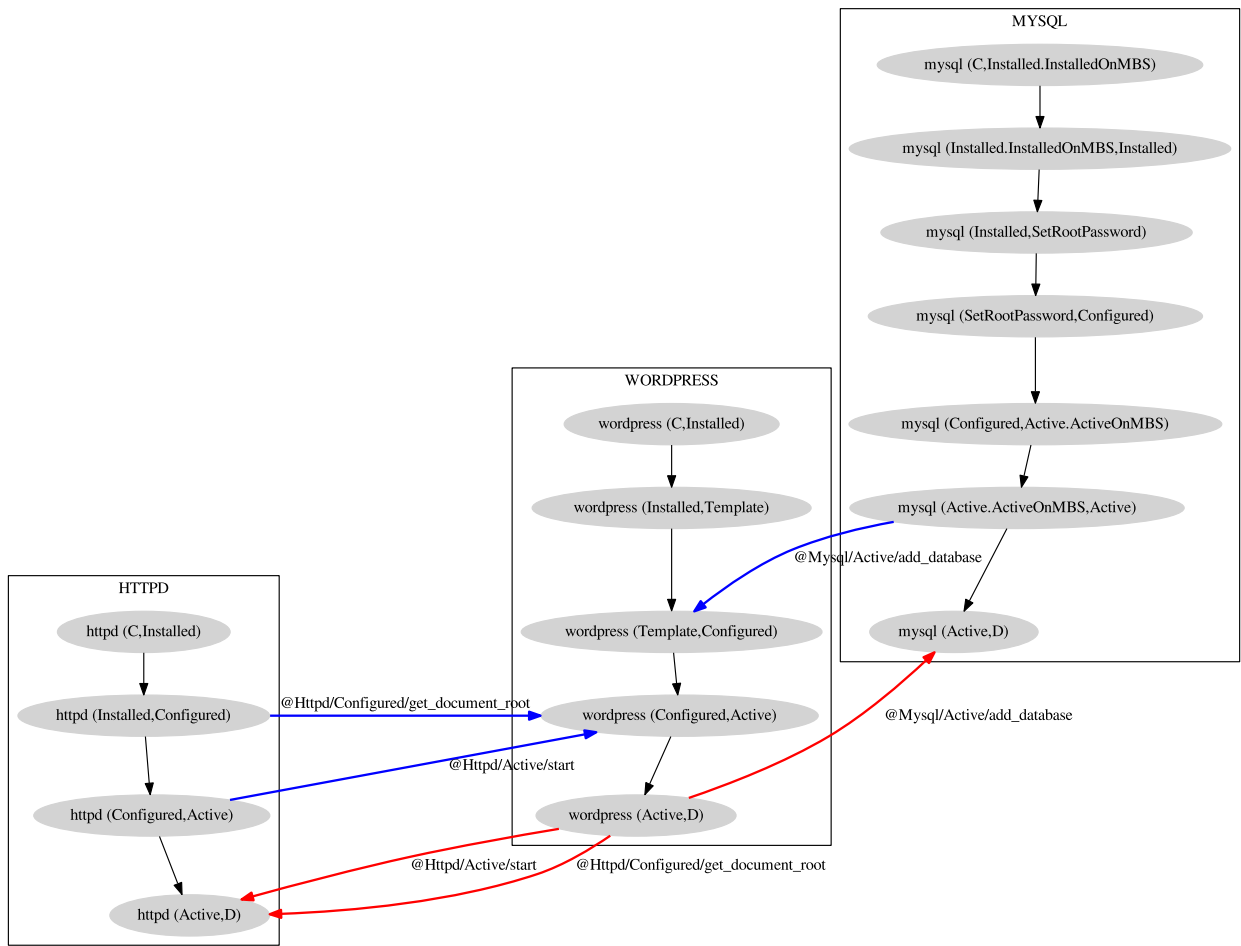 MYSQL
mysql (C,Installed.InstalledOnMBS)
mysql (Installed.InstalledOnMBS,Installed)
mysql (Installed,SetRootPassword)
mysql (SetRootPassword,Configured)
mysql (Configured,Active.ActiveOnMBS)
mysql (Active.ActiveOnMBS,Active)
@Mysql/Active/add_database
mysql (Active,D)
@Mysql/Active/add_database
WORDPRESS
wordpress (C,Installed)
wordpress (Installed,Template)
wordpress (Template,Configured)
wordpress (Configured,Active)
wordpress (Active,D)
HTTPD
httpd (C,Installed)
httpd (Installed,Configured)
@Httpd/Configured/get_document_root
@Httpd/Active/start
httpd (Configured,Active)
@Httpd/Active/start
@Httpd/Configured/get_document_root
httpd (Active,D)